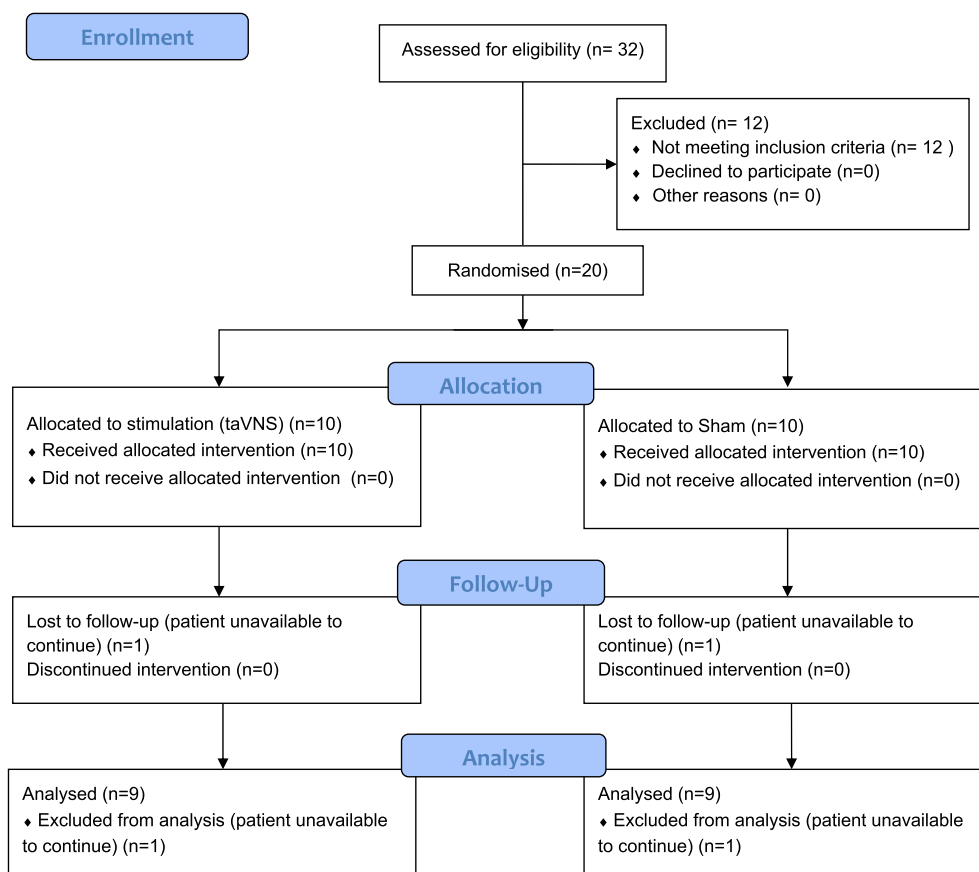 Enrollment
Assessed for eligibility (n= 32)
Excluded (n= 12)
♦ Not meeting inclusion criteria (n= 12 )
♦ Declined to participate (n=0)
♦ Other reasons (n= 0)
Randomised (n=20)
Allocation
Allocated to stimulation (taVNS) (n=10)
♦ Received allocated intervention (n=10)
♦ Did not receive allocated intervention (n=0)
Allocated to Sham (n=10)
♦ Received allocated intervention (n=10)
♦ Did not receive allocated intervention (n=0)
Follow-Up
Lost to follow-up (patient unavailable to
continue) (n=1)
Discontinued intervention (n=0)
Lost to follow-up (patient unavailable to
continue) (n=1)
Discontinued intervention (n=0)
Analysis
Analysed (n=9)
♦ Excluded from analysis (patient unavailable
to continue) (n=1)
Analysed (n=9)
♦ Excluded from analysis (patient unavailable
to continue) (n=1)